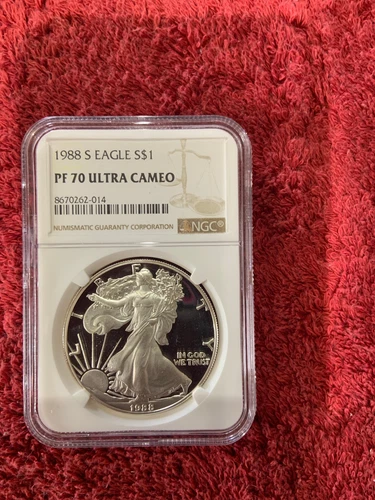 1988 S EAGLE S$1
PF 70 ULTRA CAMEO
8670262-014
NUMISMATIC GUARANTY CORPORATION
NGC
LIBERTY
IN GOD
WE TRUST
1988